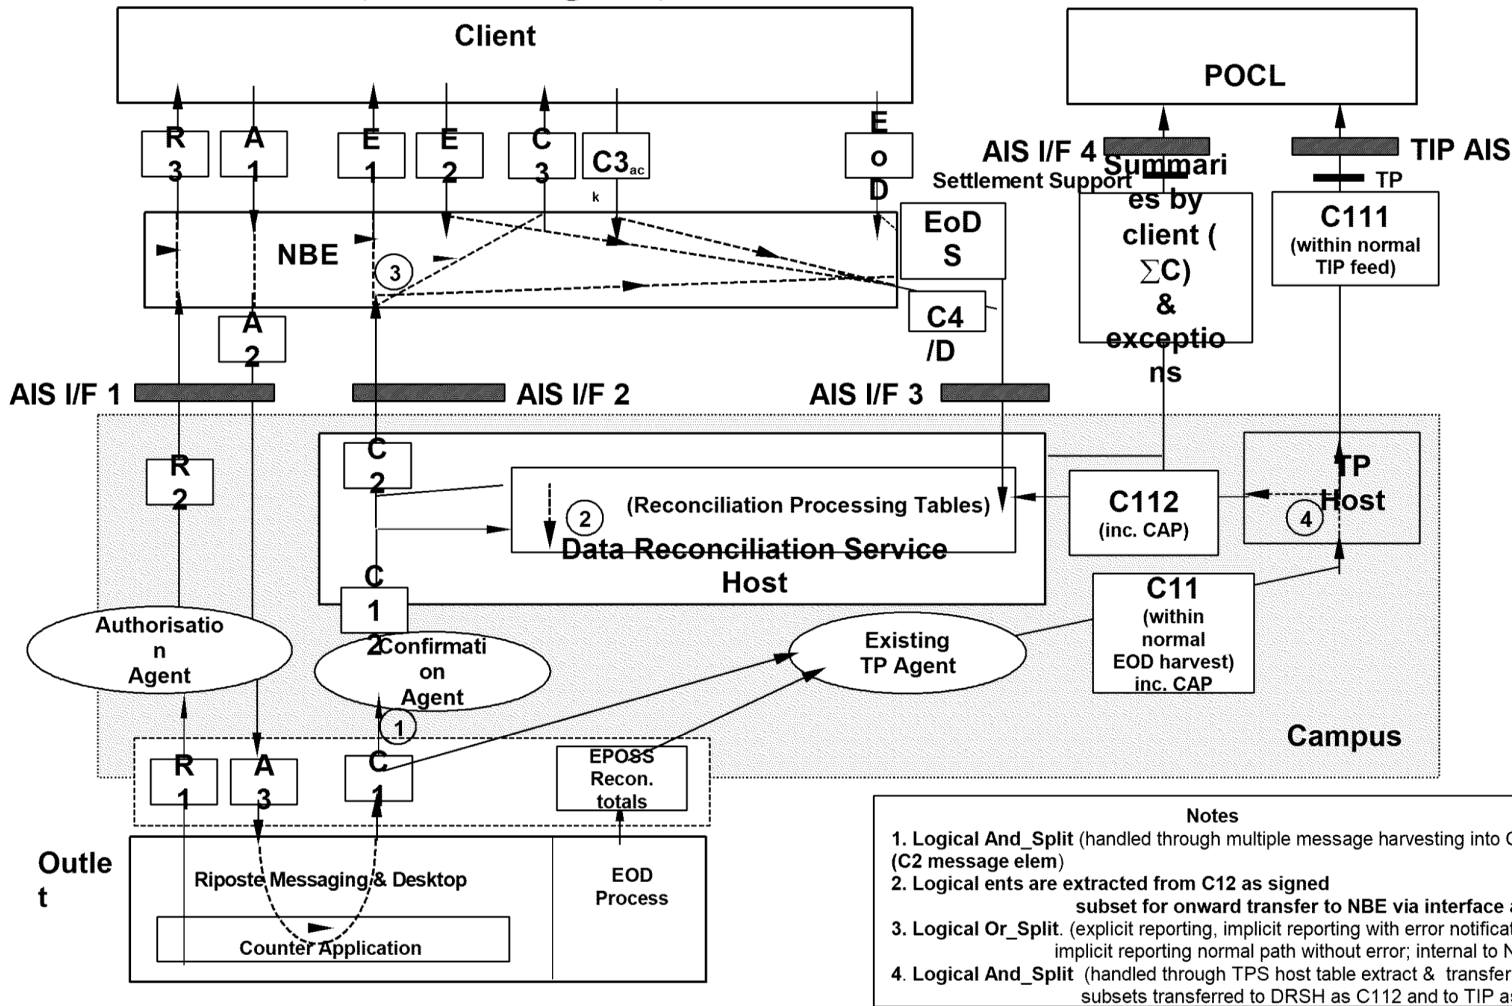 Client
POCL
R
3
A
1
E
1
E
2
C
3
C3ac
k
E
o
D
AIS I/F 4
TIP AIS
Settlement Support
TP
Summari
es by
client (
∑C)
&
exceptio
ns
C111
(within normal
TIP feed)
NBE
3
EoD
S
C4
/D
A
2
AIS I/F 1
AIS I/F 2
AIS I/F 3
R
2
C
2
2
(Reconciliation Processing Tables)
Data Reconciliation Service
Host
C112
(inc. CAP)
TP
Host
4
C
1
2
C11
(within
normal
EOD harvest)
inc. CAP
Authorisatio
n
Agent
Confirmati
on
Agent
Existing
TP Agent
1
Campus
R
1
A
3
C
1
EPOSS
Recon.
totals
Outle
t
Riposte Messaging & Desktop
EOD
Process
Counter Application
Notes
1. Logical And_Split (handled through multiple message harvesting into
(C2 message elem)
2. Logical ents are extracted from C12 as signed
subset for onward transfer to NBE via interface
3. Logical Or_Split. (explicit reporting, implicit reporting with error
implicit reporting normal path without error; internal to
4. Logical And_Split (handled through TPS host table extract & transfer
subsets transferred to DRSH as C112 and to TIP